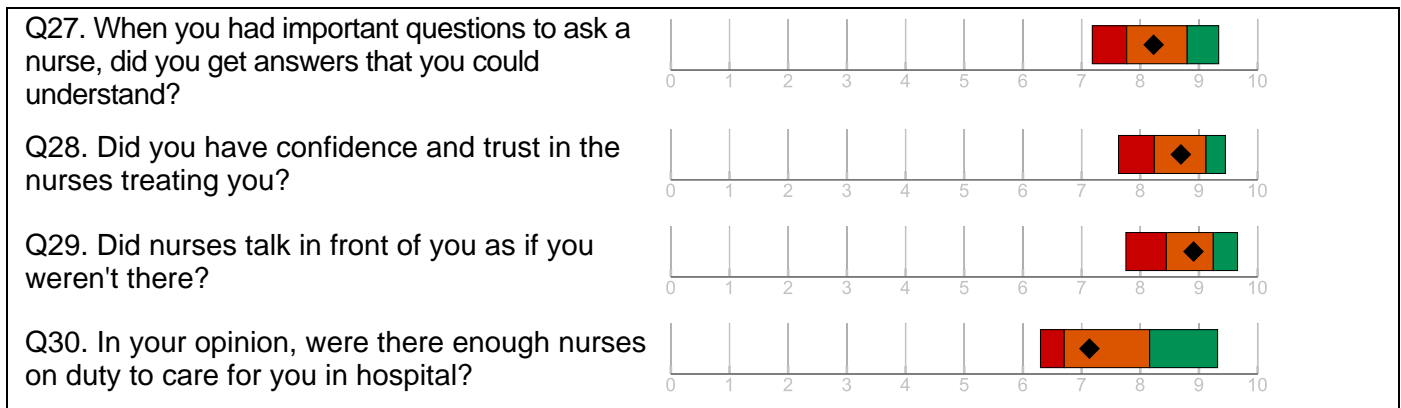 Q27. When you had important questions to ask a
nurse, did you get answers that you could
understand?
0 1 2 3 4 5 6 7 8 9 10
Q28. Did you have confidence and trust in the
nurses treating you?
0 1 2 3 4 5 6 7 8 9 10
Q29. Did nurses talk in front of you as if you
weren't there?
0 1 2 3 4 5 6 7 8 9 10
Q30. In your opinion, were there enough nurses
on duty to care for you in hospital?
0 1 2 3 4 5 6 7 8 9 10